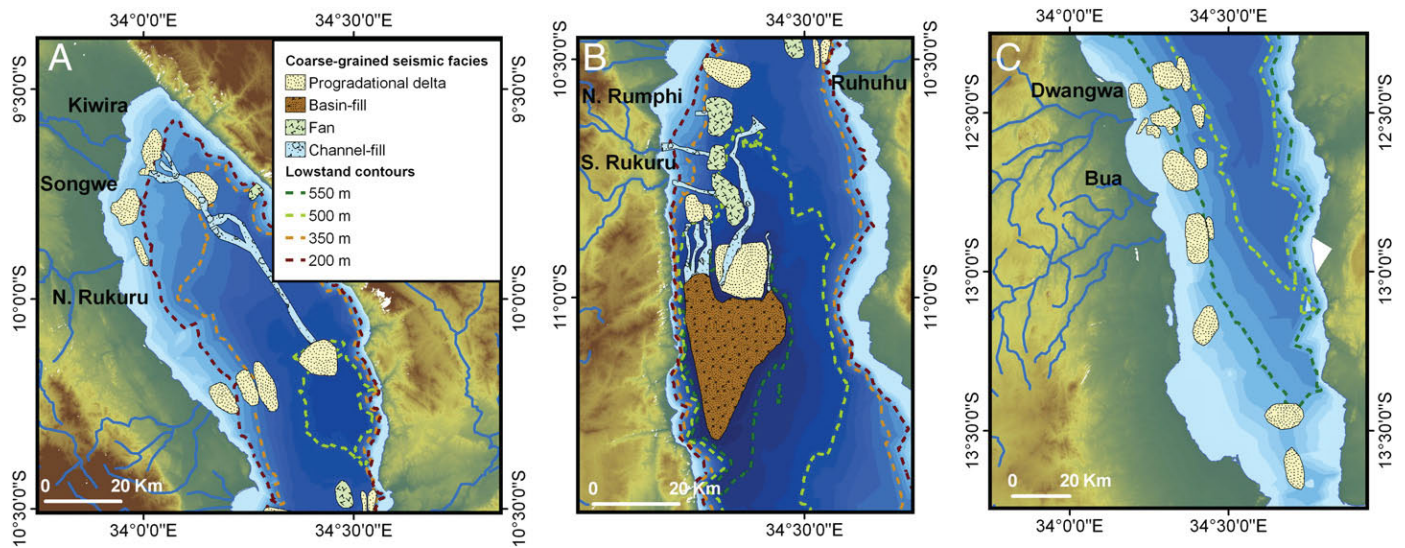 34°0'0"E
34°30'0"E
A
Coarse-grained seismic facies
Progradational delta
Basin-fill
Fan
Channel-fill
Lowstand contours
550 m
500 m
350 m
200 m
Kiwira
Songwe
N. Rukuru
9°30'0"S
9°30'0"S
10°0'0"S
10°0'0"S
10°30'0"S
10°30'0"S
0
20 Km
34°0'0"E
34°30'0"E
34°30'0"E
B
N. Rumphi
Ruhuhu
S. Rukuru
10°30'0"S
10°30'0"S
11°0'0"S
11°0'0"S
0
20 Km
34°30'0"E
34°0'0"E
34°30'0"E
C
Dwangwa
Bua
12°30'0"S
12°30'0"S
13°0'0"S
13°0'0"S
13°30'0"S
13°30'0"S
0
20 Km
34°0'0"E
34°30'0"E